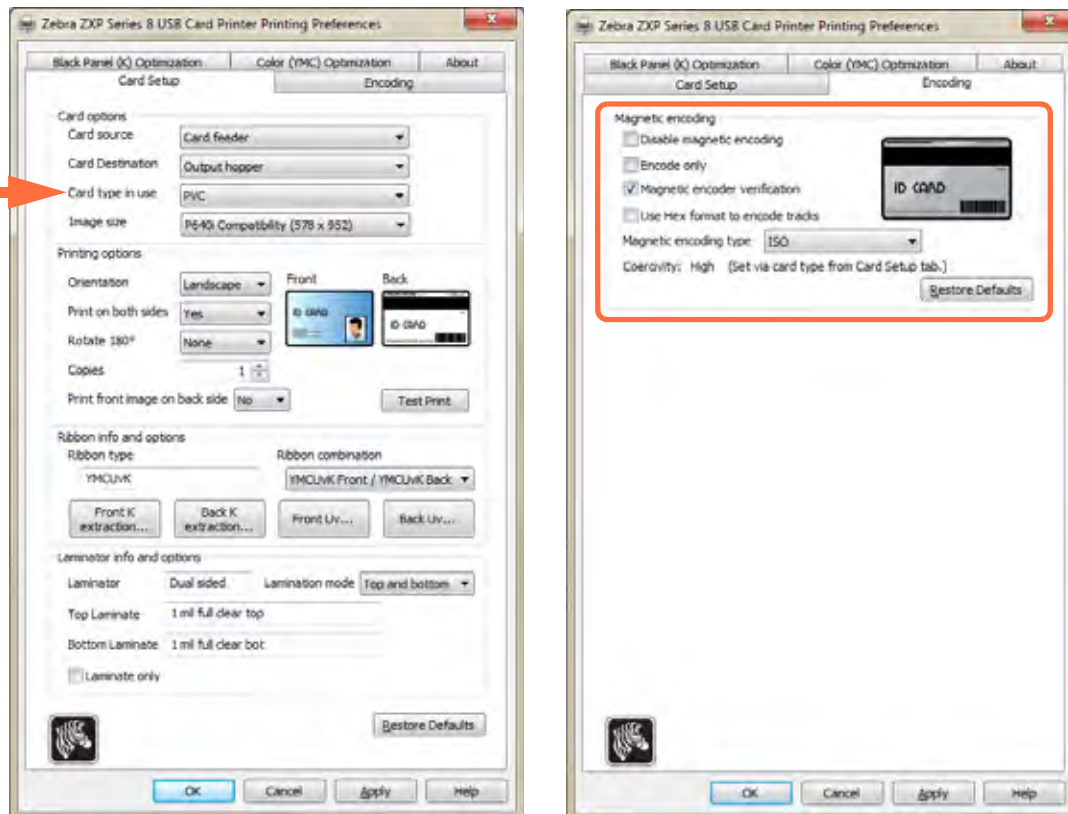 Zebra ZXP Series 8 USB Card Printer Printing Preferences
Black Panel (K) Optimization Color (YMC) Optimization About
Card Setup Encoding
Card options
Card source Card feeder
Card Destination Output hopper
Card type in use PVC
Image size P640i Compatibility (578 x 952)
Printing options
Orientation Landscape Front Back
Print on both sides Yes
ID CARD ID CARD
Rotate 180° None
Copies 1
Print front image on back side No Test Print
Ribbon info and options
Ribbon type Ribbon combination
YMCUvK YMCUvK Front / YMCUvK Back
Front K extraction... Back K extraction... Front Uv... Back Uv...
Laminator info and options
Laminator Dual sided Lamination mode Top and bottom
Top Laminate 1 mil full clear top
Bottom Laminate 1 mil full clear bot
Laminate only
Restore Defaults
OK Cancel Apply Help
Zebra ZXP Series 8 USB Card Printer Printing Preferences
Black Panel (K) Optimization Color (YMC) Optimization About
Card Setup Encoding
Magnetic encoding
Disable magnetic encoding
Encode only
Magnetic encoder verification
ID CARD
Use Hex format to encode tracks
Magnetic encoding type ISO
Coercivity: High (Set via card type from Card Setup tab.)
Restore Defaults
OK Cancel Apply Help